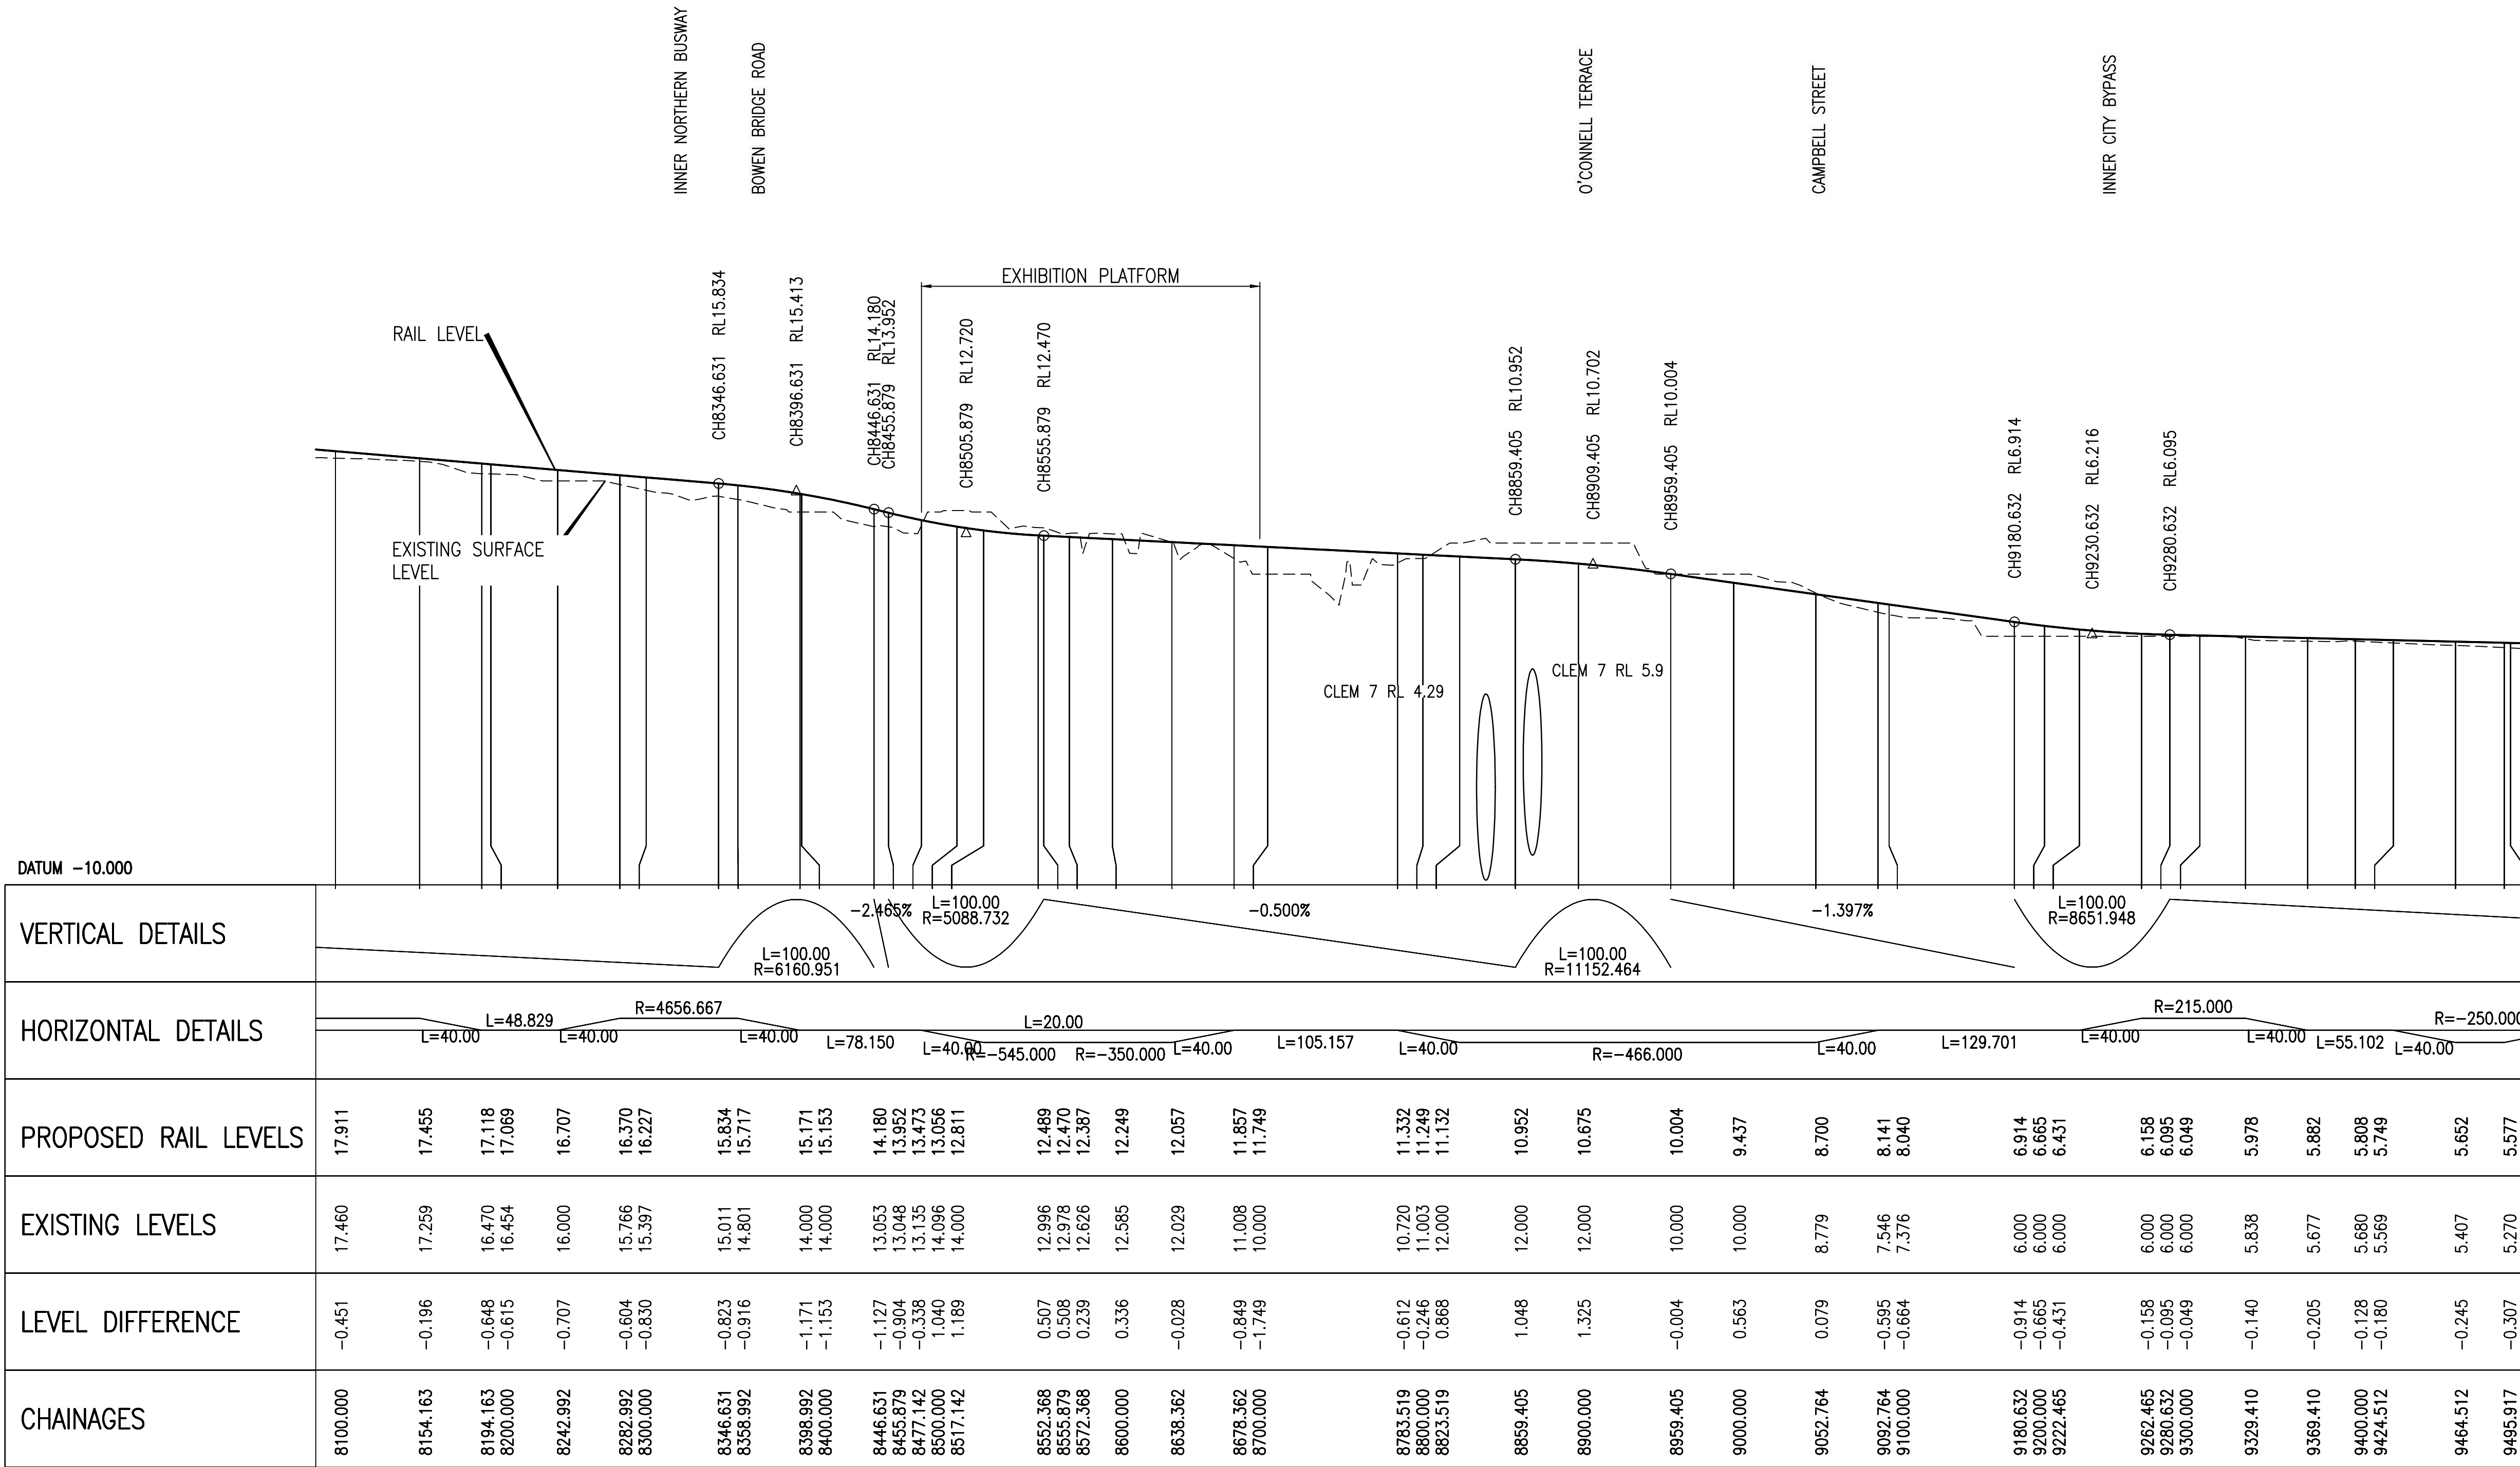 INNER NORTHERN BUSWAY
BOWEN BRIDGE ROAD
O'CONNELL TERRACE
CAMPBELL STREET
INNER CITY BYPASS
EXHIBITION PLATFORM
RAIL LEVEL
EXISTING SURFACE
LEVEL
CH8346.631 RL15.834
CH8396.631 RL15.413
CH8446.631 RL14.180
CH8455.879 RL13.952
CH8505.879 RL12.720
CH8555.879 RL12.470
CH8859.405 RL10.952
CH8909.405 RL10.702
CH8959.405 RL10.004
CH9180.632 RL6.914
CH9230.632 RL6.216
CH9280.632 RL6.095
CLEM 7 RL 4.29
CLEM 7 RL 5.9
DATUM -10.000
VERTICAL DETAILS
L=100.00
R=6160.951
-2.465%
L=100.00
R=5088.732
-0.500%
L=100.00
R=11152.464
-1.397%
L=100.00
R=8651.948
HORIZONTAL DETAILS
L=40.00
L=48.829
L=40.00
R=4656.667
L=40.00
L=78.150
L=40.00
R=-545.000
L=20.00
R=-350.000
L=40.00
L=105.157
L=40.00
R=-466.000
L=40.00
L=129.701
L=40.00
R=215.000
L=40.00
L=55.102
L=40.00
R=-250.000
PROPOSED RAIL LEVELS
17.911 17.455 17.118 17.069 16.707 16.370 16.227 15.834 15.717 15.171 15.153 14.180 13.952 13.473 13.056 12.811 12.489 12.470 12.387 12.249 12.057 11.857 11.749 11.332 11.249 11.132 10.952 10.675 10.004 9.437 8.700 8.141 8.040 6.914 6.665 6.431 6.158 6.095 6.049 5.978 5.882 5.808 5.749 5.652 5.577
EXISTING LEVELS
17.460 17.259 16.470 16.454 16.000 15.766 15.397 15.011 14.801 14.000 14.000 13.053 13.048 13.135 14.096 14.000 12.996 12.978 12.626 12.585 12.029 11.008 10.000 10.720 11.003 12.000 12.000 12.000 10.000 10.000 8.779 7.546 7.376 6.000 6.000 6.000 6.000 6.000 6.000 5.838 5.677 5.680 5.569 5.407 5.270
LEVEL DIFFERENCE
-0.451 -0.196 -0.648 -0.615 -0.707 -0.604 -0.830 -0.823 -0.916 -1.171 -1.153 -1.127 -0.904 -0.338 1.040 1.189 0.507 0.508 0.239 0.336 -0.028 -0.849 -1.749 -0.612 -0.246 0.868 1.048 1.325 -0.004 0.563 0.079 -0.595 -0.664 -0.914 -0.665 -0.431 -0.158 -0.095 -0.049 -0.140 -0.205 -0.128 -0.180 -0.245 -0.307
CHAINAGES
8100.000 8154.163 8194.163 8200.000 8242.992 8282.992 8300.000 8346.631 8358.992 8398.992 8400.000 8446.631 8455.879 8477.142 8500.000 8517.142 8552.368 8555.879 8572.368 8600.000 8638.362 8678.362 8700.000 8783.519 8800.000 8823.519 8859.405 8900.000 8959.405 9000.000 9052.764 9092.764 9100.000 9180.632 9200.000 9222.465 9262.465 9280.632 9300.000 9329.410 9369.410 9400.000 9424.512 9464.512 9495.917